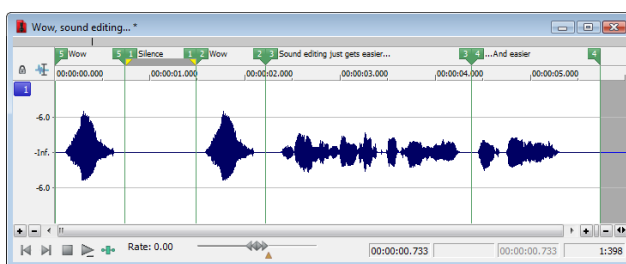 Wow, sound editing... *
5 Wow 5 1 Silence 1 2 Wow 2 3 Sound editing just gets easier... 3 4 ...And easier 4
00:00:00.000 ,00:00:01.000 ,00:00:02.000 ,00:00:03.000 ,00:00:04.000 ,00:00:05.000
1
-6.0
-Inf.
-6.0
Rate: 0.00 00:00:00.733 00:00:00.733 1:398